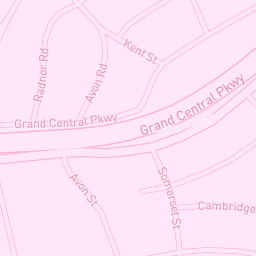 Kent St
Radnor Rd
Avon Rd
Grand Central Pkwy
Grand Central Pkwy
Avon St
Somerset St
Cambridge